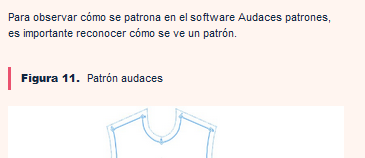 Para observar cómo se patrona en el software Audaces patrones,
es importante reconocer cómo se ve un patrón.
Figura 11. Patrón audaces